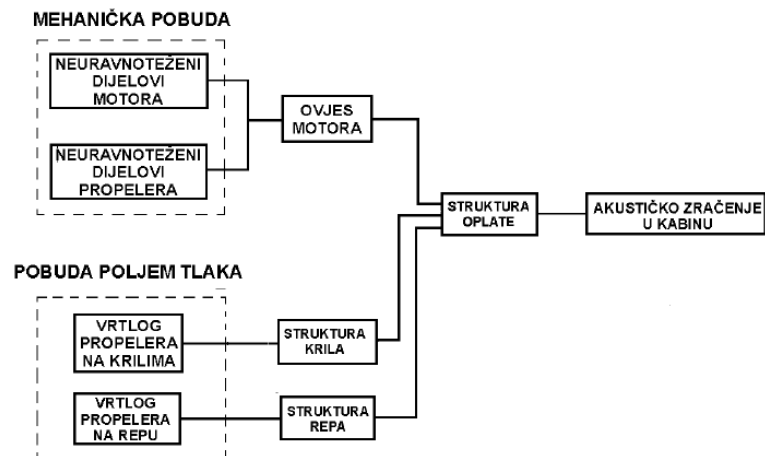 MEHANIČKA POBUDA
NEURAVNOTEŽENI
DIJELOVI
MOTORA
NEURAVNOTEŽENI
DIJELOVI
PROPELERA
OVJES
MOTORA
STRUKTURA
OPLATE
AKUSTIČKO ZRAČENJE
U KABINU
POBUDA POLJEM TLAKA
VRTLOG
PROPELERA
NA KRILIMA
STRUKTURA
KRILA
VRTLOG
PROPELERA
NA REPU
STRUKTURA
REPA